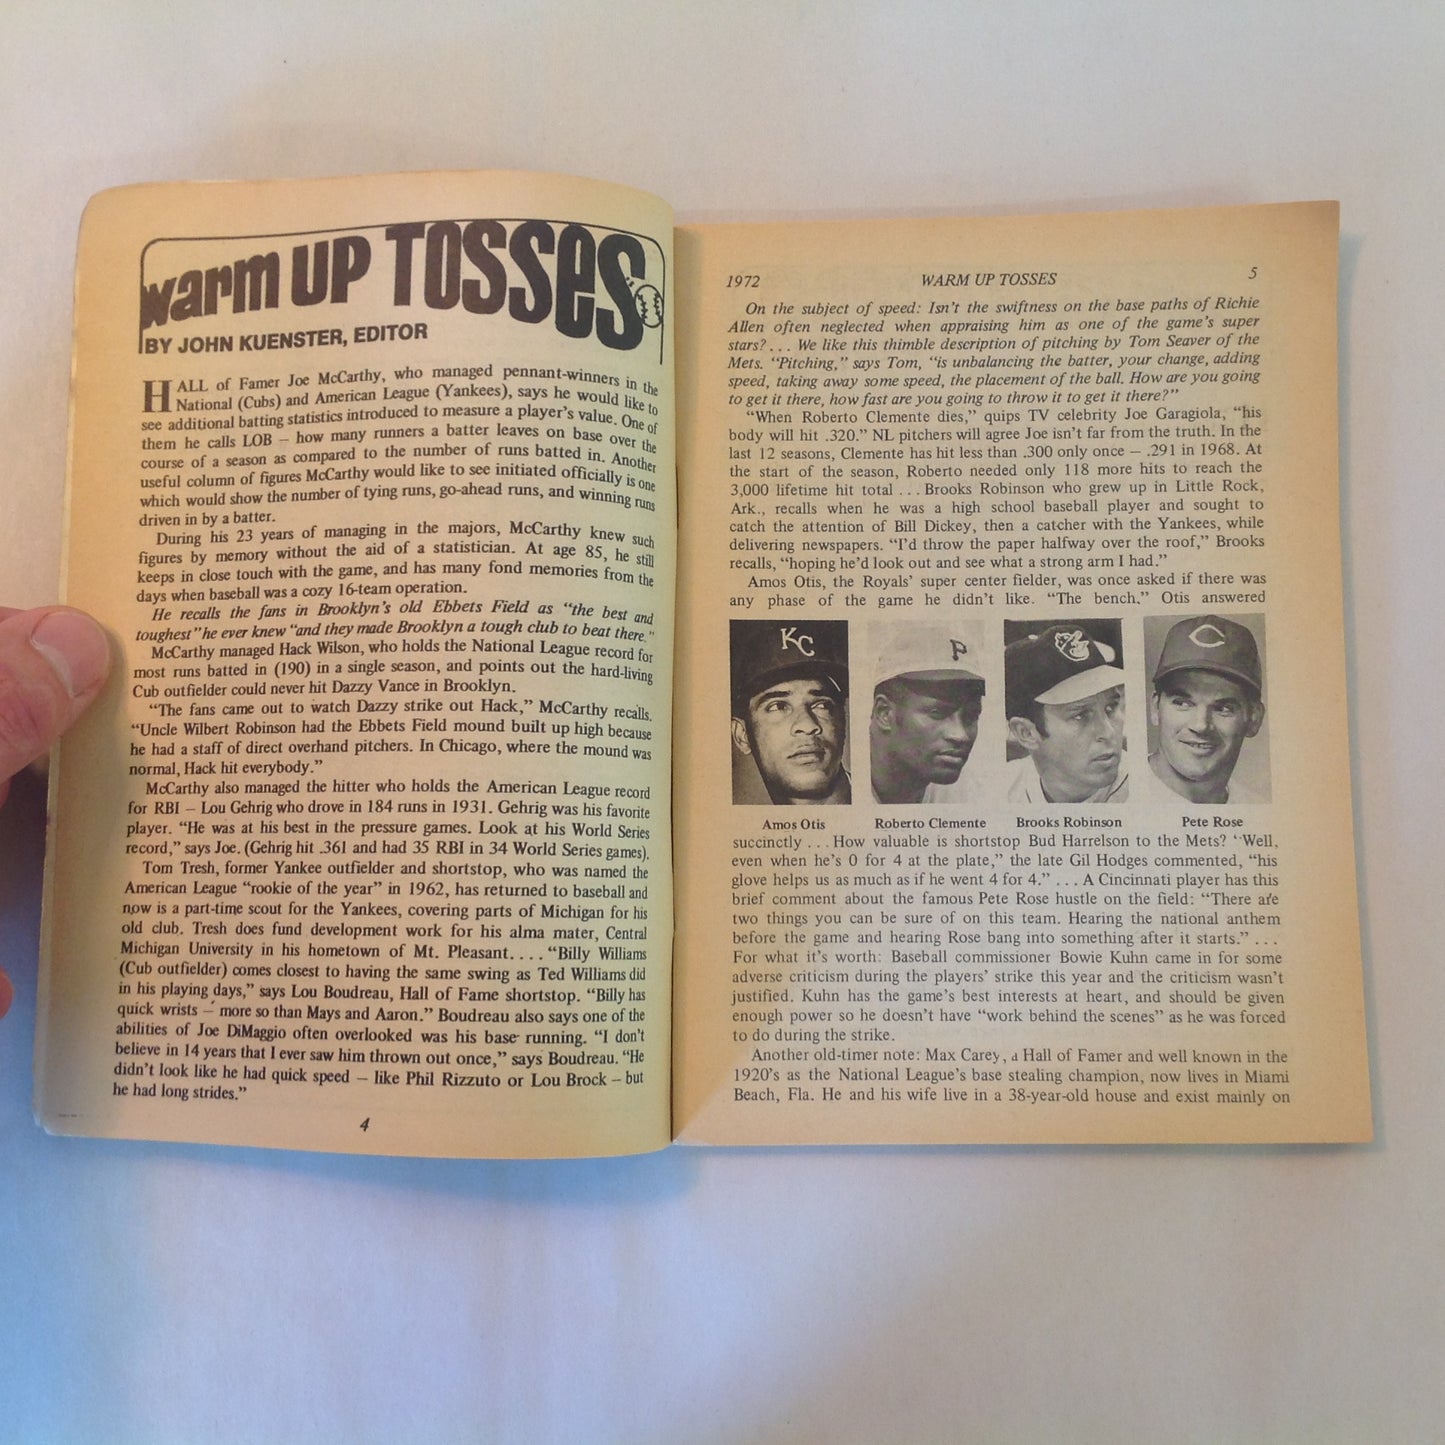 warm UP TOSSES
BY JOHN KUENSTER, EDITOR
HALL of Famer Joe McCarthy, who managed pennant-winners in the
National (Cubs) and American League (Yankees), says he would like to
see additional batting statistics introduced to measure a player's value. One of
them he calls LOB – how many runners a batter leaves on base over the
course of a season as compared to the number of runs batted in. Another
useful column of figures McCarthy would like to see initiated officially is one
which would show the number of tying runs, go-ahead runs, and winning runs
driven in by a batter.
During his 23 years of managing in the majors, McCarthy knew such
figures by memory without the aid of a statistician. At age 85, he still
keeps in close touch with the game, and has many fond memories from the
days when baseball was a cozy 16-team operation.
He recalls the fans in Brooklyn's old Ebbets Field as "the best and
toughest" he ever knew "and they made Brooklyn a tough club to beat there."
McCarthy managed Hack Wilson, who holds the National League record for
most runs batted in (190) in a single season, and points out the hard-living
Cub outfielder could never hit Dazzy Vance in Brooklyn.
"The fans came out to watch Dazzy strike out Hack," McCarthy recalls.
"Uncle Wilbert Robinson had the Ebbets Field mound built up high because
he had a staff of direct overhand pitchers. In Chicago, where the mound was
normal, Hack hit everybody."
McCarthy also managed the hitter who holds the American League record
for RBI – Lou Gehrig who drove in 184 runs in 1931. Gehrig was his favorite
player. "He was at his best in the pressure games. Look at his World Series
record," says Joe. (Gehrig hit .361 and had 35 RBI in 34 World Series games).
Tom Tresh, former Yankee outfielder and shortstop, who was named the
American League "rookie of the year" in 1962, has returned to baseball and
now is a part-time scout for the Yankees, covering parts of Michigan for his
old club. Tresh does fund development work for his alma mater, Central
Michigan University in his hometown of Mt. Pleasant. . . . "Billy Williams
(Cub outfielder) comes closest to having the same swing as Ted Williams did
in his playing days," says Lou Boudreau, Hall of Fame shortstop. "Billy has
quick wrists – more so than Mays and Aaron." Boudreau also says one of the
abilities of Joe DiMaggio often overlooked was his base running. "I don't
believe in 14 years that I ever saw him thrown out once," says Boudreau. "He
didn't look like he had quick speed – like Phil Rizzuto or Lou Brock – but
he had long strides."
4
1972 WARM UP TOSSES 5
On the subject of speed: Isn't the swiftness on the base paths of Richie
Allen often neglected when appraising him as one of the game's super
stars? . . . We like this thimble description of pitching by Tom Seaver of the
Mets. "Pitching," says Tom, "is unbalancing the batter, your change, adding
speed, taking away some speed, the placement of the ball. How are you going
to get it there, how fast are you going to throw it to get it there?"
"When Roberto Clemente dies," quips TV celebrity Joe Garagiola, "his
body will hit .320." NL pitchers will agree Joe isn't far from the truth. In the
last 12 seasons, Clemente has hit less than .300 only once – .291 in 1968. At
the start of the season, Roberto needed only 118 more hits to reach the
3,000 lifetime hit total . . . Brooks Robinson who grew up in Little Rock,
Ark., recalls when he was a high school baseball player and sought to
catch the attention of Bill Dickey, then a catcher with the Yankees, while
delivering newspapers. "I'd throw the paper halfway over the roof," Brooks
recalls, "hoping he'd look out and see what a strong arm I had."
Amos Otis, the Royals' super center fielder, was once asked if there was
any phase of the game he didn't like. "The bench," Otis answered
KC
P
C
Amos Otis Roberto Clemente Brooks Robinson Pete Rose
succinctly . . . How valuable is shortstop Bud Harrelson to the Mets? "Well,
even when he's 0 for 4 at the plate," the late Gil Hodges commented, "his
glove helps us as much as if he went 4 for 4." . . . A Cincinnati player has this
brief comment about the famous Pete Rose hustle on the field: "There are
two things you can be sure of on this team. Hearing the national anthem
before the game and hearing Rose bang into something after it starts." . . .
For what it's worth: Baseball commissioner Bowie Kuhn came in for some
adverse criticism during the players' strike this year and the criticism wasn't
justified. Kuhn has the game's best interests at heart, and should be given
enough power so he doesn't have "work behind the scenes" as he was forced
to do during the strike.
Another old-timer note: Max Carey, a Hall of Famer and well known in the
1920's as the National League's base stealing champion, now lives in Miami
Beach, Fla. He and his wife live in a 38-year-old house and exist mainly on